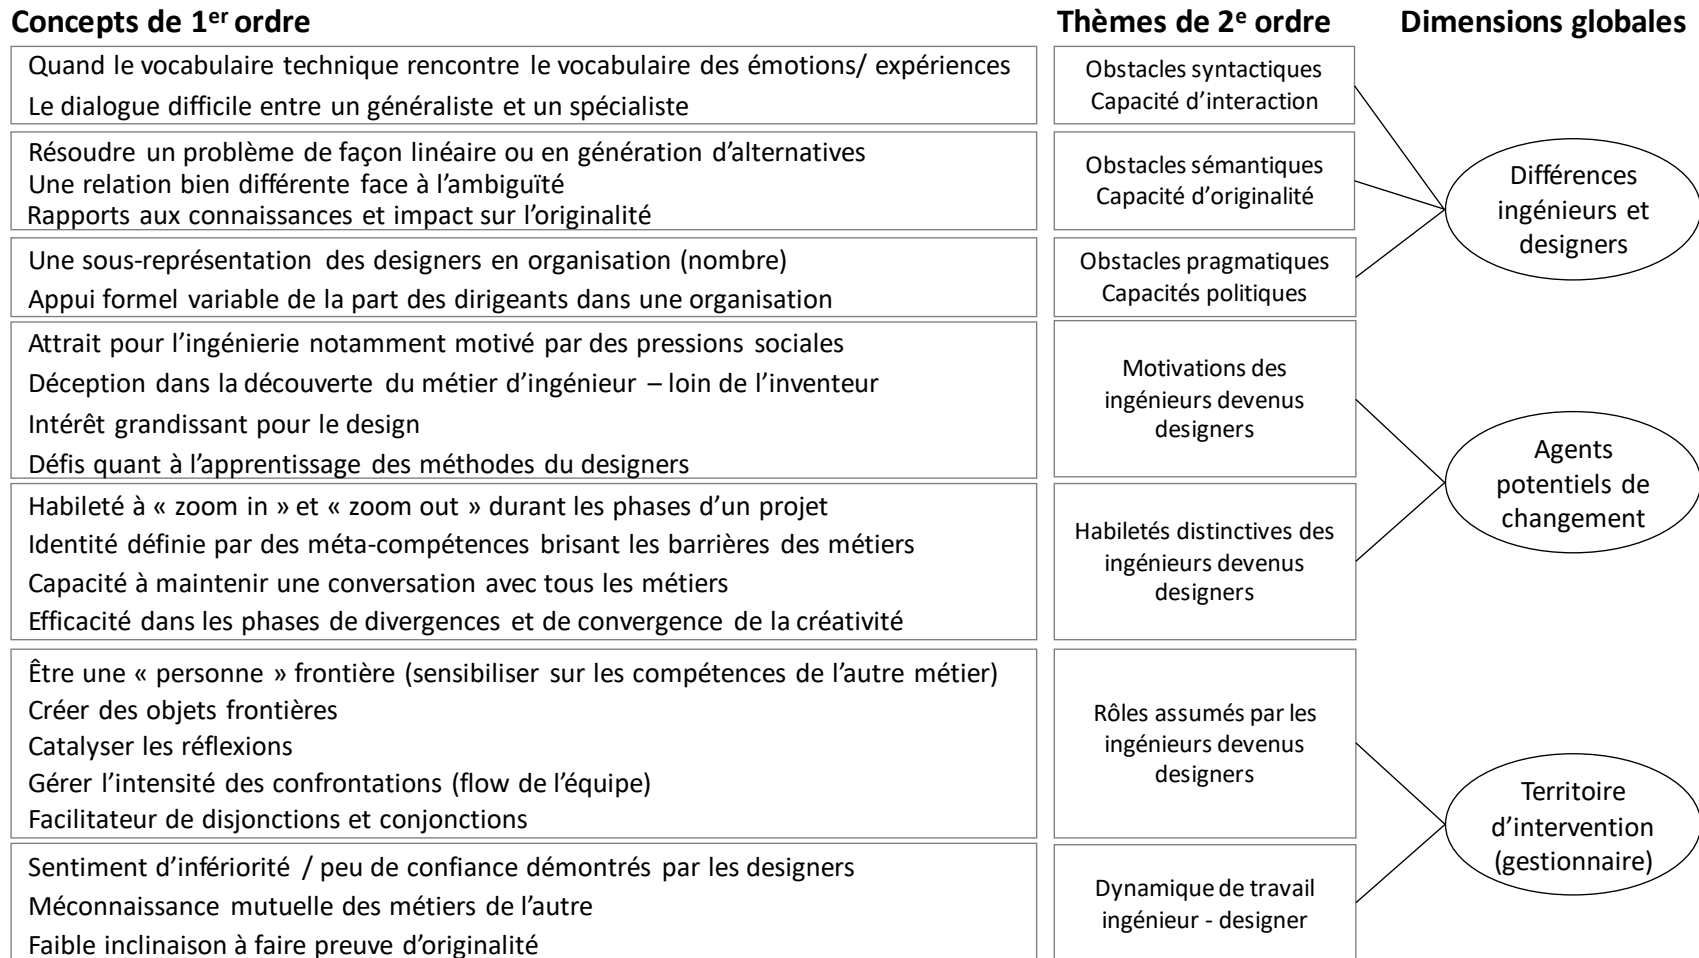 Concepts de 1er ordre
Thèmes de 2e ordre
Dimensions globales
Quand le vocabulaire technique rencontre le vocabulaire des émotions/ expériences
Le dialogue difficile entre un généraliste et un spécialiste
Obstacles syntactiques
Capacité d’interaction
Résoudre un problème de façon linéaire ou en génération d’alternatives
Une relation bien différente face à l’ambiguïté
Rapports aux connaissances et impact sur l’originalité
Obstacles sémantiques
Capacité d’originalité
Une sous-représentation des designers en organisation (nombre)
Appui formel variable de la part des dirigeants dans une organisation
Obstacles pragmatiques
Capacités politiques
Différences
ingénieurs et
designers
Attrait pour l’ingénierie notamment motivé par des pressions sociales
Déception dans la découverte du métier d’ingénieur – loin de l’inventeur
Intérêt grandissant pour le design
Défis quant à l’apprentissage des méthodes du designers
Motivations des
ingénieurs devenus
designers
Habileté à « zoom in » et « zoom out » durant les phases d’un projet
Identité définie par des méta-compétences brisant les barrières des métiers
Capacité à maintenir une conversation avec tous les métiers
Efficacité dans les phases de divergences et de convergence de la créativité
Habiletés distinctives des
ingénieurs devenus
designers
Agents
potentiels de
changement
Être une « personne » frontière (sensibiliser sur les compétences de l’autre métier)
Créer des objets frontières
Catalyser les réflexions
Gérer l’intensité des confrontations (flow de l’équipe)
Facilitateur de disjonctions et conjonctions
Rôles assumés par les
ingénieurs devenus
designers
Sentiment d’infériorité / peu de confiance démontrés par les designers
Méconnaissance mutuelle des métiers de l’autre
Faible inclinaison à faire preuve d’originalité
Dynamique de travail
ingénieur - designer
Territoire
d’intervention
(gestionnaire)